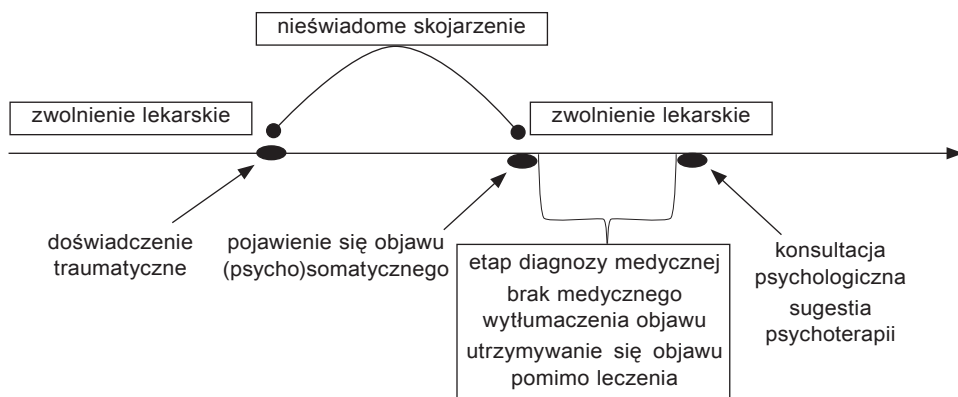 nieświadome skojarzenie
zwolnienie lekarskie
zwolnienie lekarskie
doświadczenie
traumatyczne
pojawienie się objawu
(psycho)somatycznego
etap diagnozy medycznej
brak medycznego
wytłumaczenia objawu
utrzymywanie się objawu
pomimo leczenia
konsultacja
psychologiczna
sugestia
psychoterapii